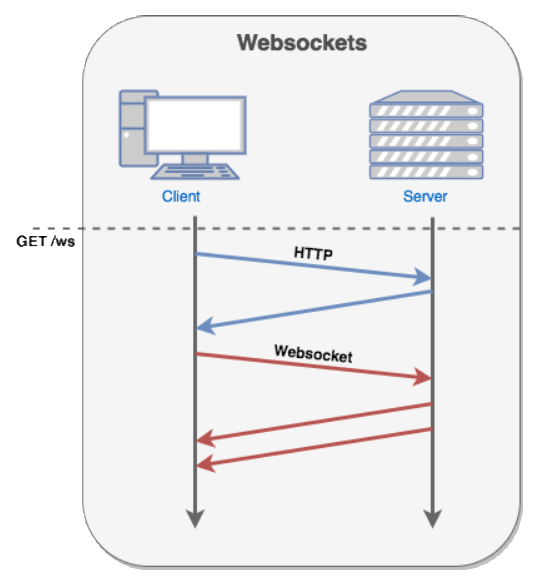 Websockets
Client
Server
GET /ws
HTTP
Websocket